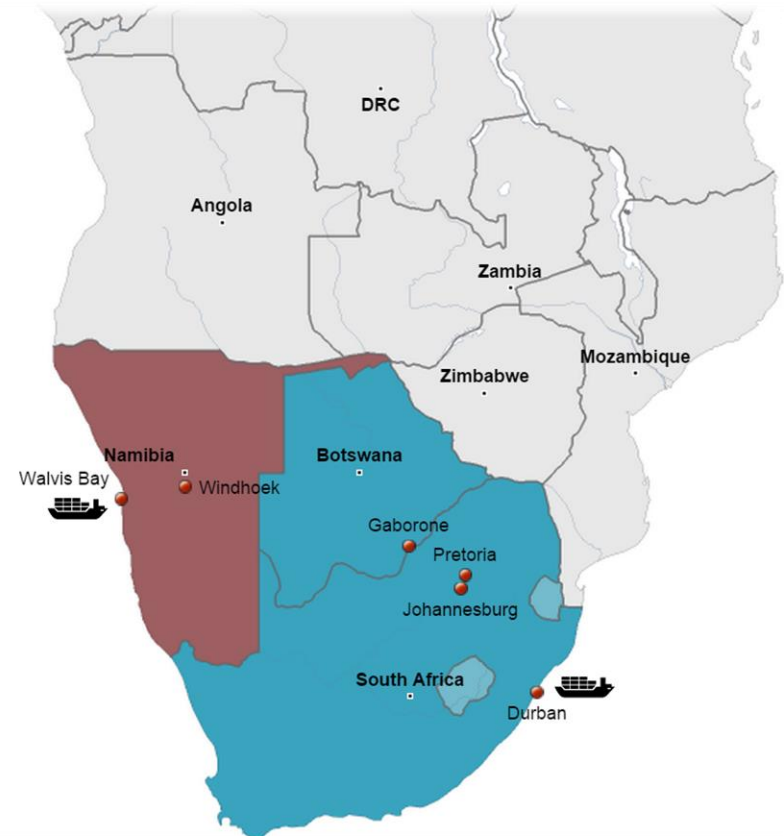 DRC
Angola
Zambia
Mozambique
Zimbabwe
Namibia
Botswana
Walvis Bay
Windhoek
Gaborone
Pretoria
Johannesburg
South Africa
Durban